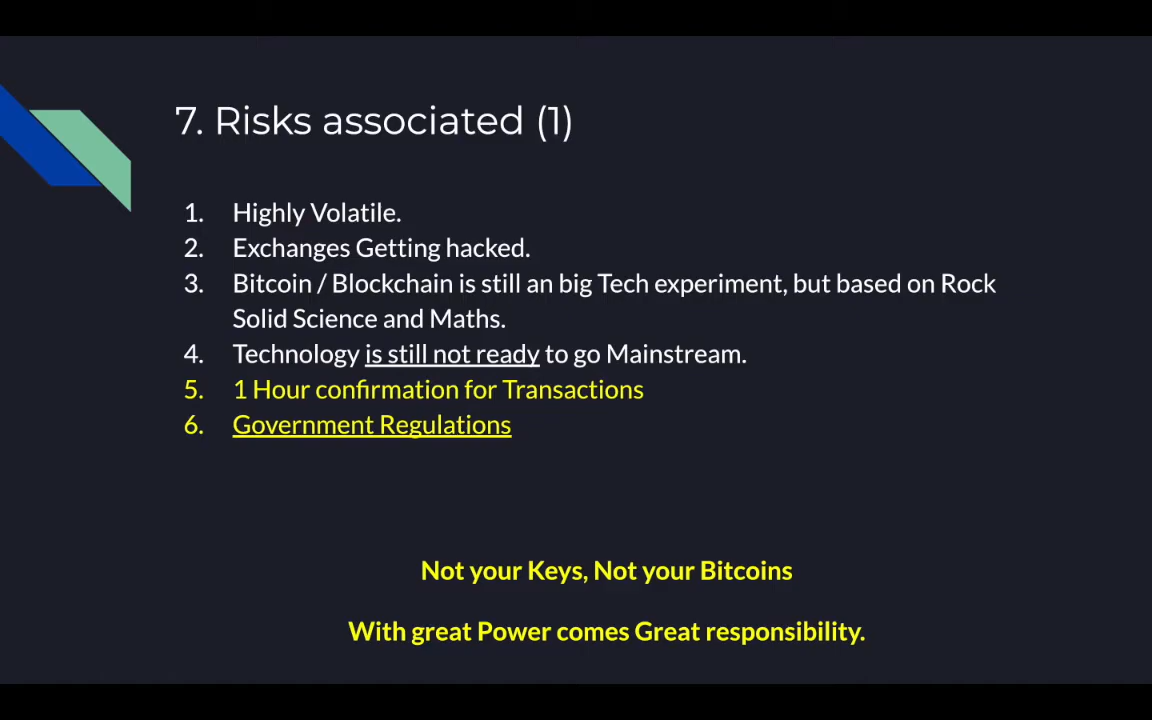 7. Risks associated (1)
1. Highly Volatile.
2. Exchanges Getting hacked.
3. Bitcoin / Blockchain is still an big Tech experiment, but based on Rock
Solid Science and Maths.
4. Technology is still not ready to go Mainstream.
5. 1 Hour confirmation for Transactions
6. Government Regulations
Not your Keys, Not your Bitcoins
With great Power comes Great responsibility.